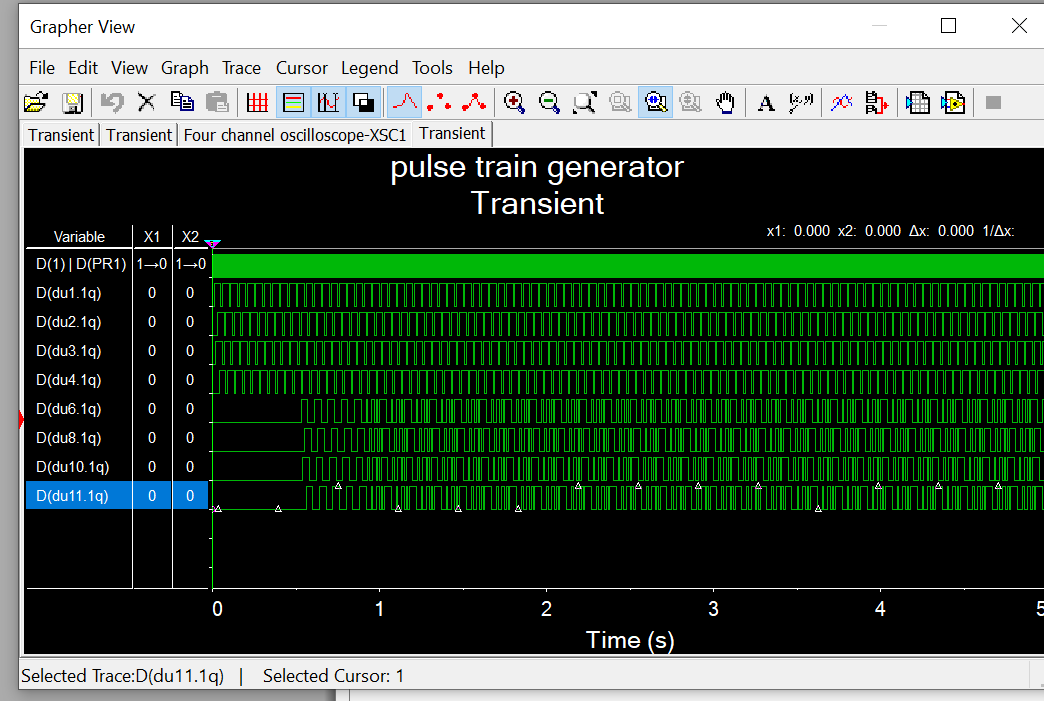 Grapher View
File Edit View Graph Trace Cursor Legend Tools Help
A
Transient Transient Four channel oscilloscope-XSC1 Transient
pulse train generator
Transient
x1: 0.000 x2: 0.000 Δx: 0.000 1/Δx:
Variable X1 X2
D(1) | D(PR1) 1→0 1→0
D(du1.1q) 0 0
D(du2.1q) 0 0
D(du3.1q) 0 0
D(du4.1q) 0 0
D(du6.1q) 0 0
D(du8.1q) 0 0
D(du10.1q) 0 0
D(du11.1q) 0 0
0 1 2 3 4 5
Time (s)
Selected Trace:D(du11.1q) | Selected Cursor: 1